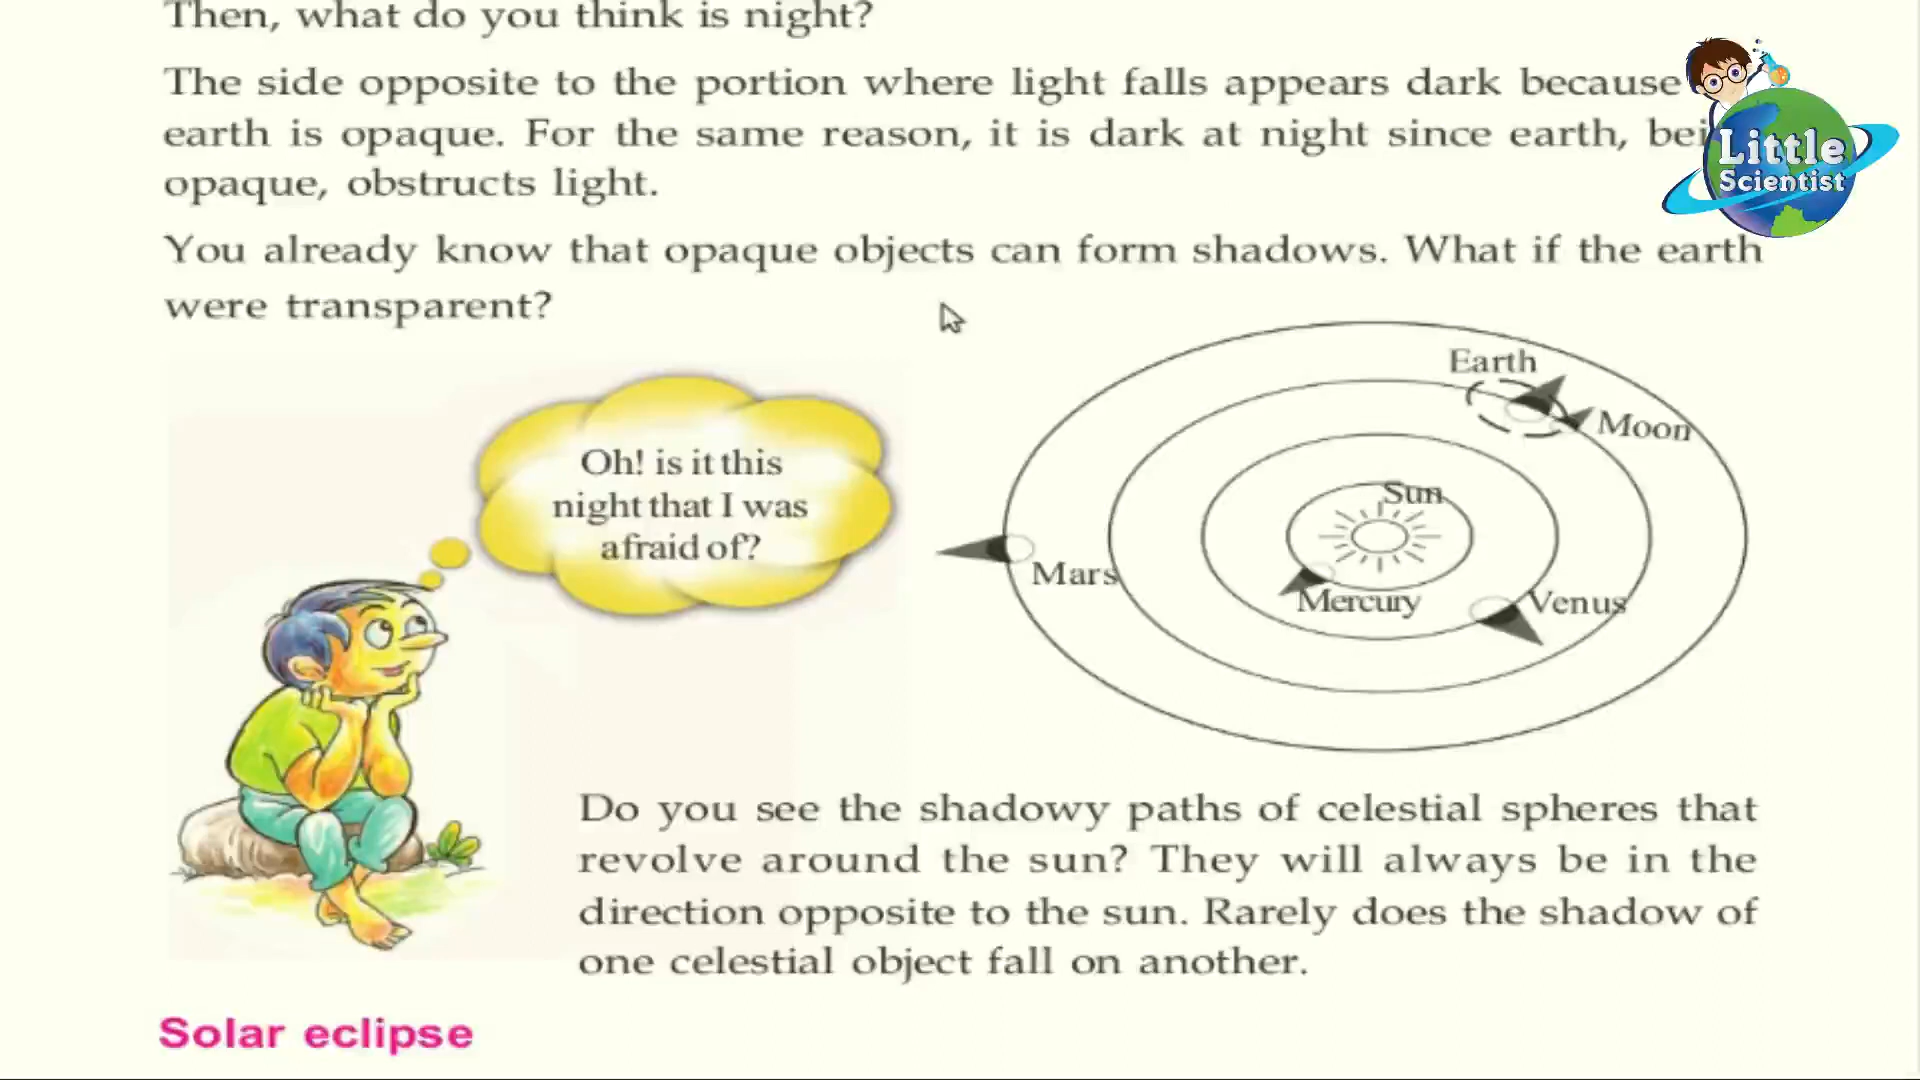 Then, what do you think is night?
The side opposite to the portion where light falls appears dark because
earth is opaque. For the same reason, it is dark at night since earth,
opaque, obstructs light.
You already know that opaque objects can form shadows. What if the earth
were transparent?
Oh! is it this
night that I was
afraid of?
Earth
Moon
Sun
Mars
Mercury
Venus
Do you see the shadowy paths of celestial spheres that
revolve around the sun? They will always be in the
direction opposite to the sun. Rarely does the shadow of
one celestial object fall on another.
Solar eclipse
Little
Scientist